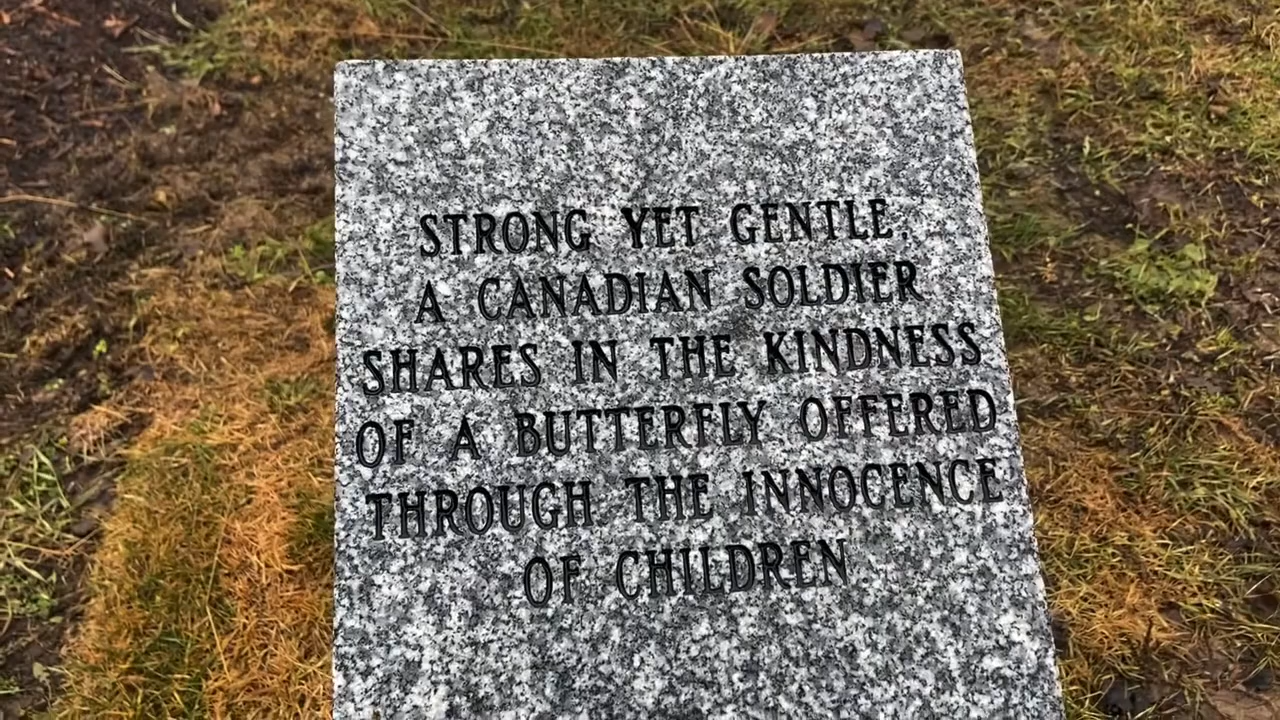 STRONG YET GENTLE,
A CANADIAN SOLDIER
SHARES IN THE KINDNESS
OF A BUTTERFLY OFFERED
THROUGH THE INNOCENCE
OF CHILDREN